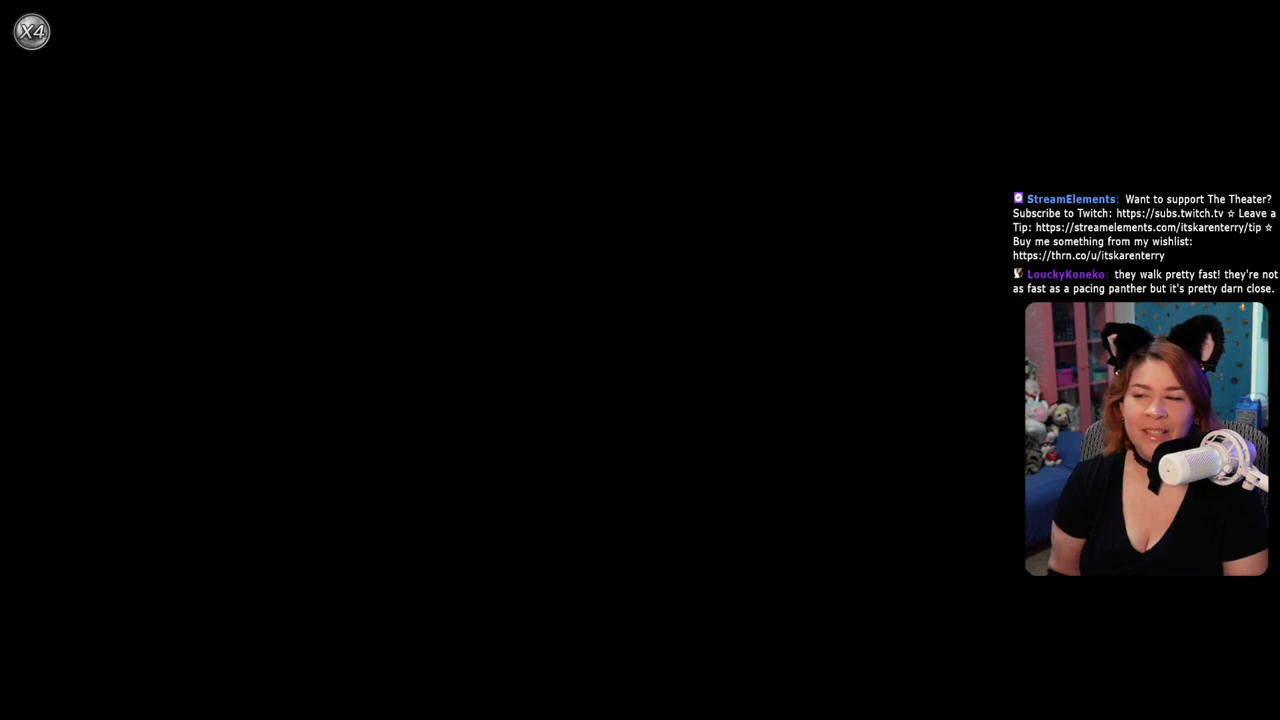 X4
StreamElements: Want to support The Theater?
Subscribe to Twitch: https://subs.twitch.tv ☆ Leave a
Tip: https://streamelements.com/itskarenterry/tip ☆
Buy me something from my wishlist:
https://thrn.co/u/itskarenterry
LouckyKoneko: they walk pretty fast! they're not
as fast as a pacing panther but it's pretty darn close.